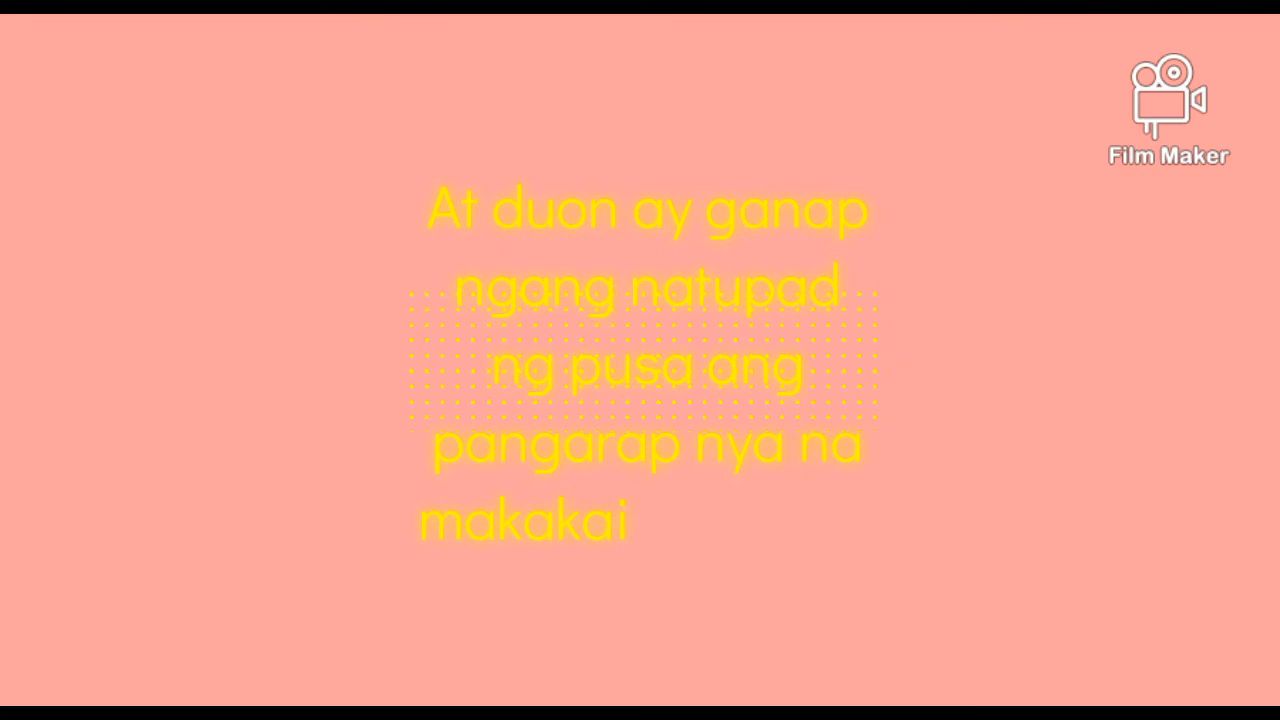 Film Maker
At duon ay ganap
ngang natupad
ng pusa ang
pangarap nya na
makakai